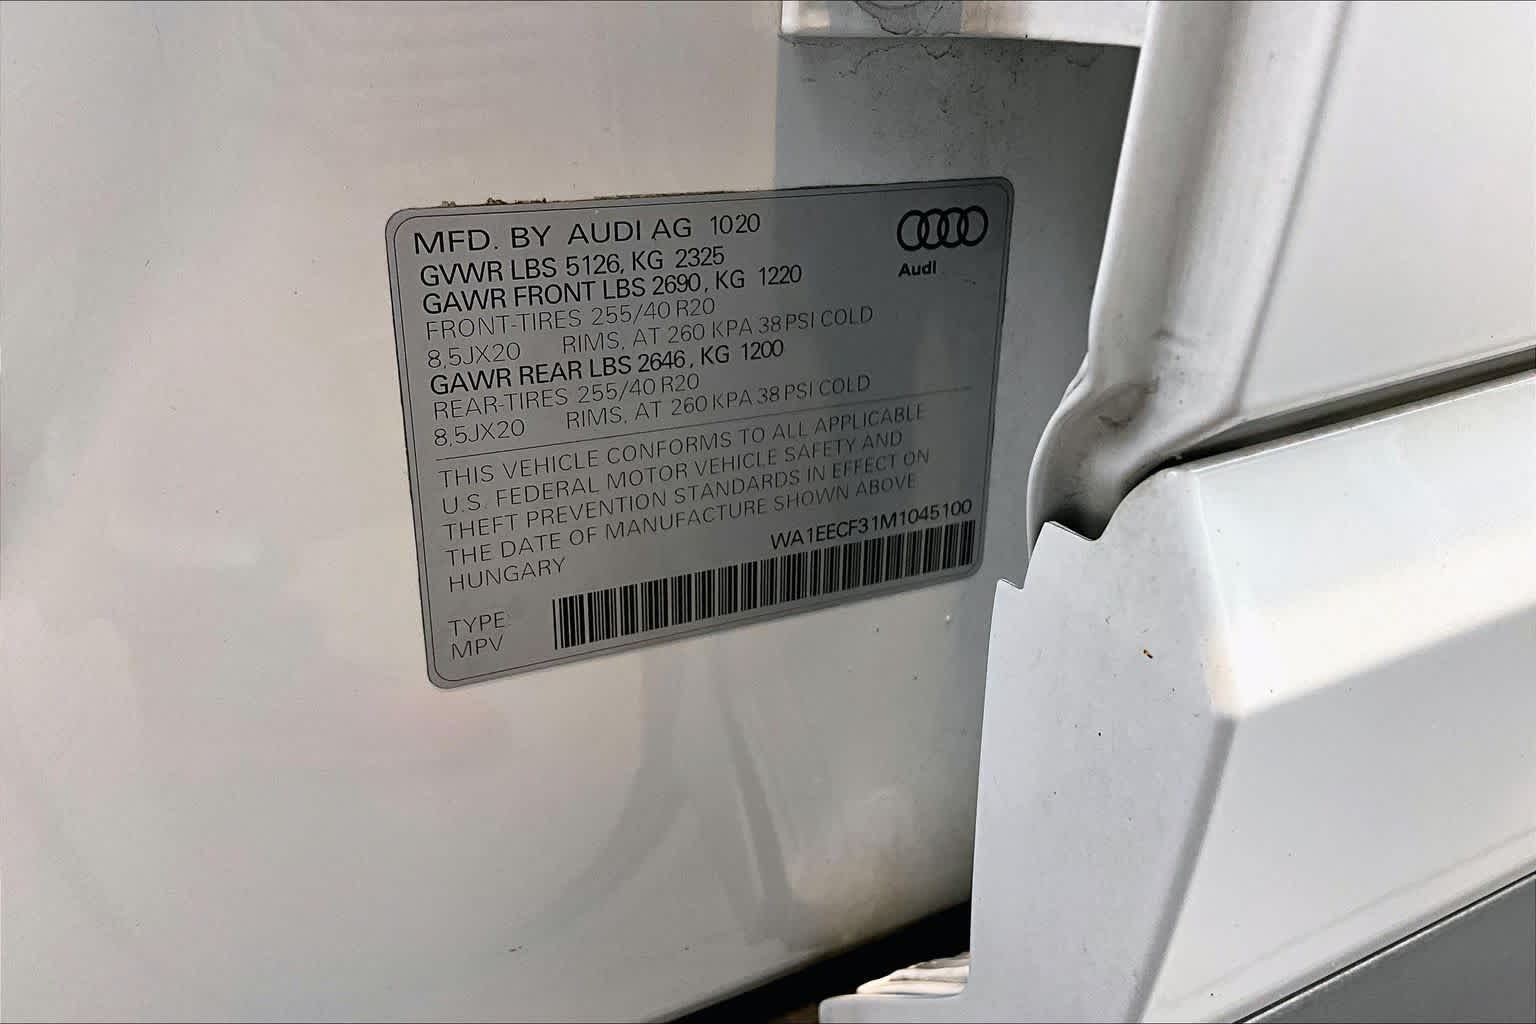 MFD. BY AUDI AG 1020
GVWR LBS 5126, KG 2325
GAWR FRONT LBS 2690, KG 1220
FRONT-TIRES 255/40 R20
8,5JX20 RIMS, AT 260 KPA 38 PSI COLD
GAWR REAR LBS 2646, KG 1200
REAR-TIRES 255/40 R20
8,5JX20 RIMS, AT 260 KPA 38 PSI COLD
Audi
THIS VEHICLE CONFORMS TO ALL APPLICABLE
U.S. FEDERAL MOTOR VEHICLE SAFETY AND
THEFT PREVENTION STANDARDS IN EFFECT ON
THE DATE OF MANUFACTURE SHOWN ABOVE
HUNGARY
WA1EECF31M1045100
TYPE:
MPV